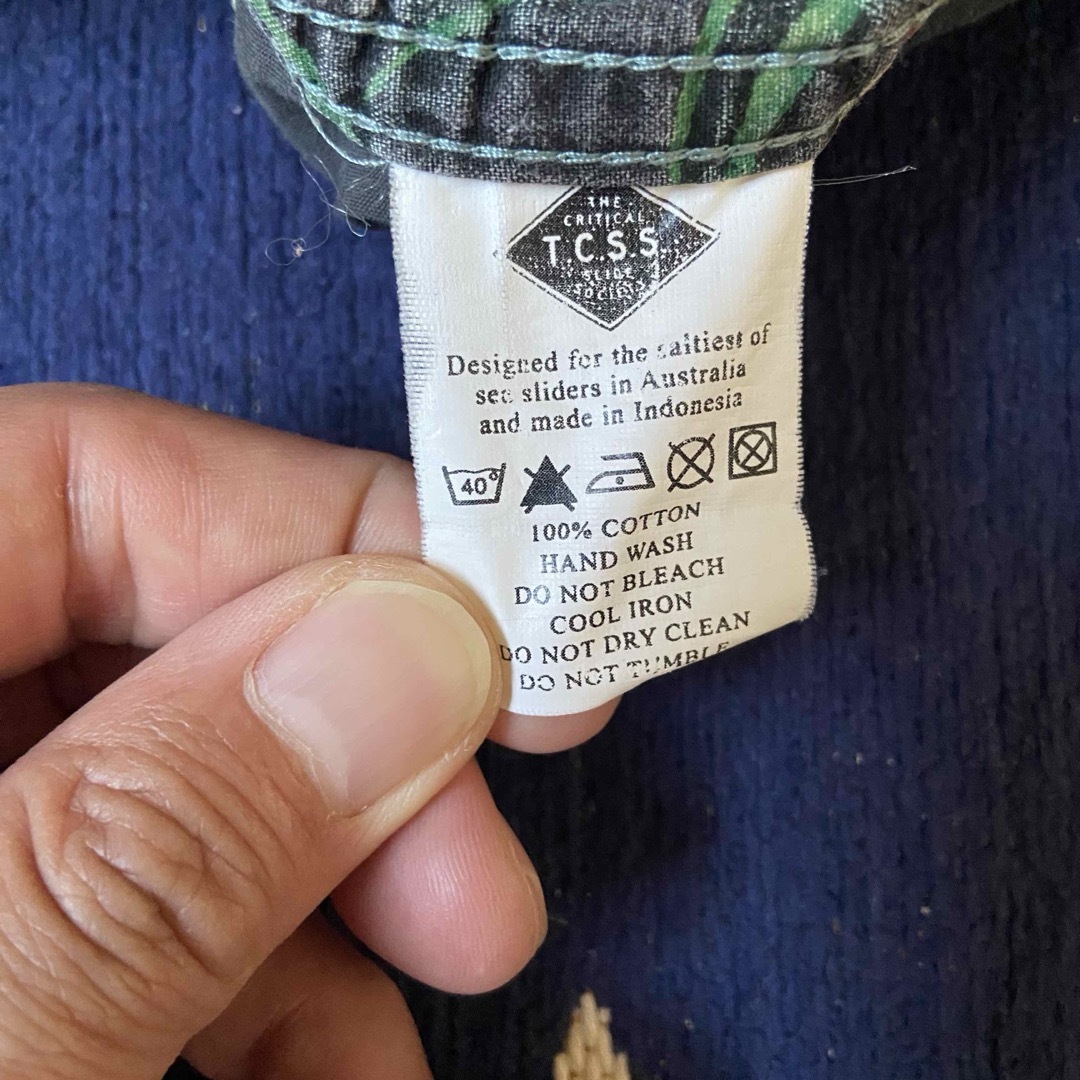 THE
CRITICAL
T.C.S.S.
SLIDE
SOCIETY
Designed for the saltiest of
sea sliders in Australia
and made in Indonesia
40°
100% COTTON
HAND WASH
DO NOT BLEACH
COOL IRON
DO NOT DRY CLEAN
DO NOT TUMBLE